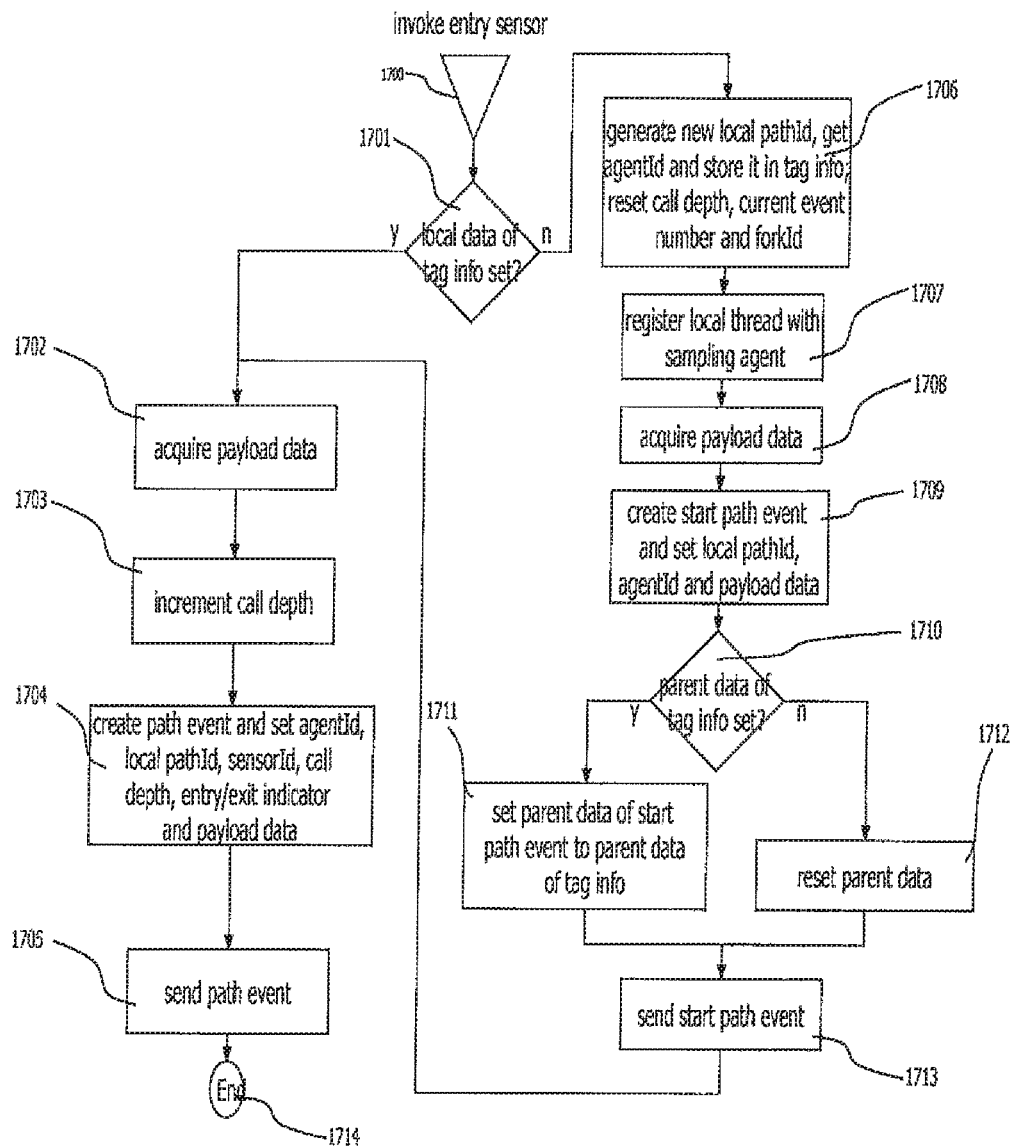 invoke entry sensor
1700
1701
y
local data of
tag info set?
n
1706
generate new local pathId, get
agentId and store it in tag info,
reset call depth, current event
number and forkId
1707
register local thread with
sampling agent
1708
acquire payload data
1709
create start path event
and set local pathId,
agentId and payload data
1710
parent data of
tag info set?
y
n
1711
set parent data of start
path event to parent data
of tag info
1712
reset parent data
send start path event
1713
1702
acquire payload data
1703
increment call depth
1704
create path event and set agentId,
local pathId, sensorId, call
depth, entry/exit indicator
and payload data
1705
send path event
End
1714